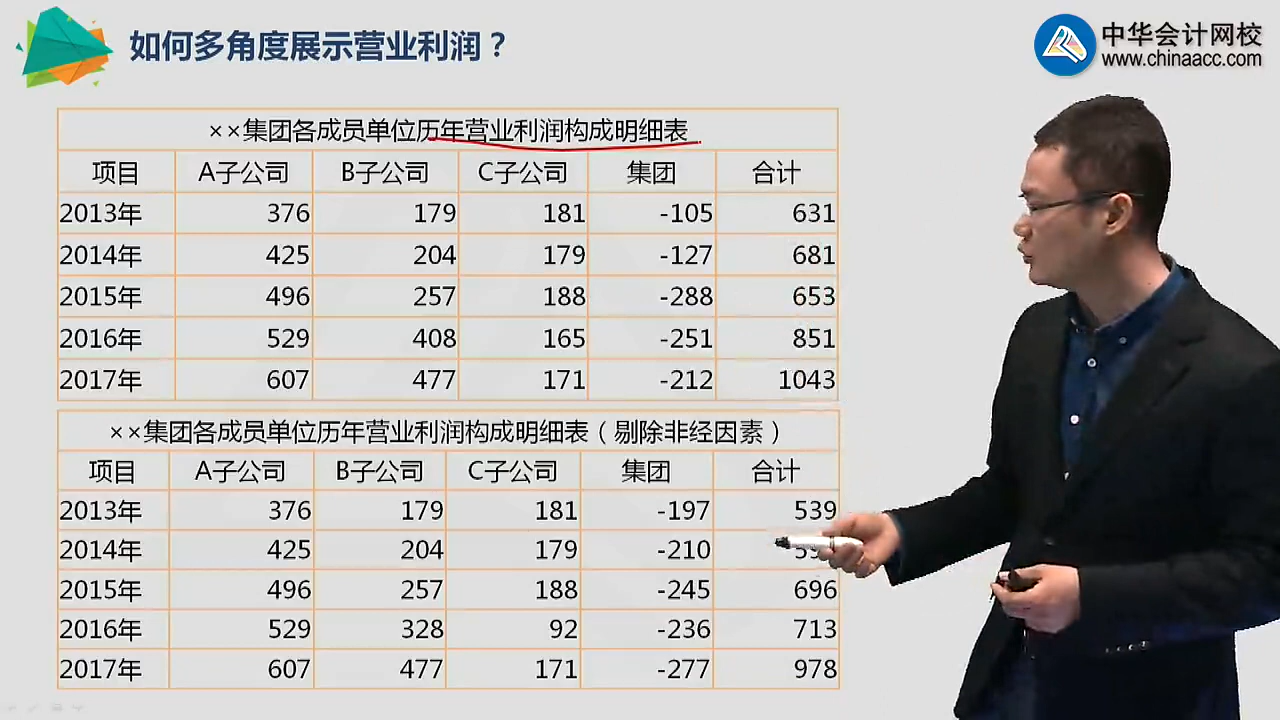 如何多角度展示营业利润？
中华会计网校
www.chinaacc.com
××集团各成员单位历年营业利润构成明细表
项目 A子公司 B子公司 C子公司 集团 合计
2013年 376 179 181 -105 631
2014年 425 204 179 -127 681
2015年 496 257 188 -288 653
2016年 529 408 165 -251 851
2017年 607 477 171 -212 1043
××集团各成员单位历年营业利润构成明细表（剔除非经因素）
项目 A子公司 B子公司 C子公司 集团 合计
2013年 376 179 181 -197 539
2014年 425 204 179 -210
2015年 496 257 188 -245 696
2016年 529 328 92 -236 713
2017年 607 477 171 -277 978